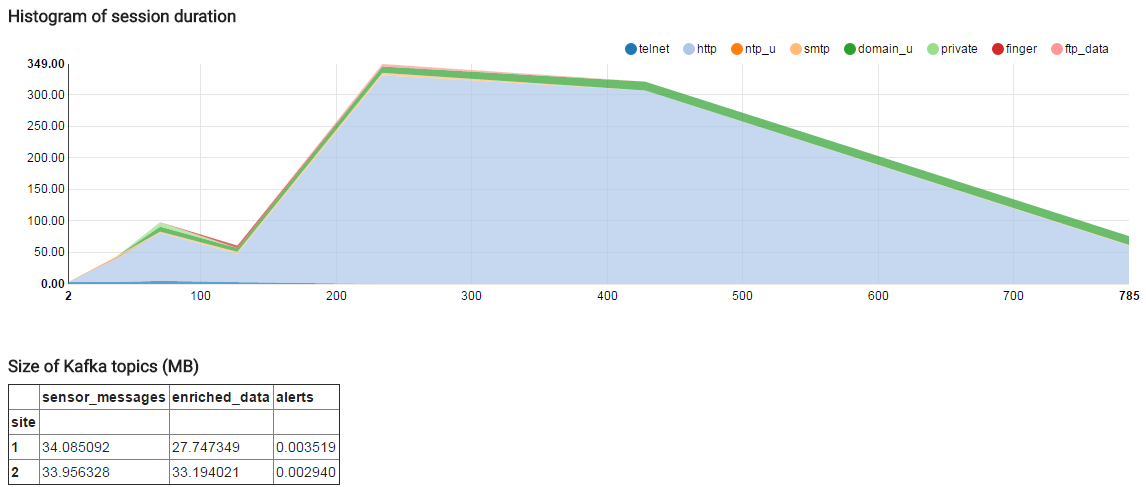 Histogram of session duration
telnet http ntp_u smtp domain_u private finger ftp_data
349.00
300.00
250.00
200.00
150.00
100.00
50.00
0.00
2 100 200 300 400 500 600 700 785
Size of Kafka topics (MB)
sensor_messages enriched_data alerts
site
1 34.085092 27.747349 0.003519
2 33.956328 33.194021 0.002940